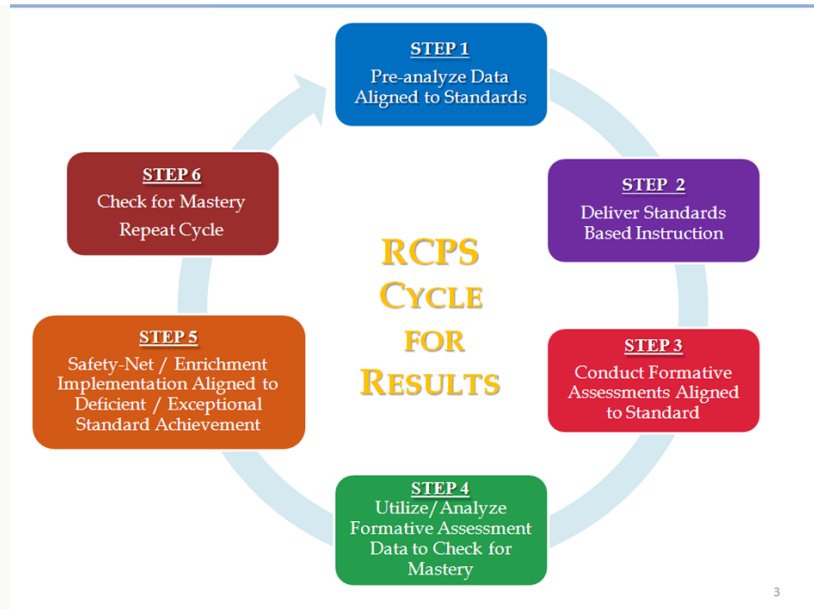 STEP 1
Pre-analyze Data
Aligned to Standards
STEP 2
Deliver Standards
Based Instruction
STEP 3
Conduct Formative
Assessments Aligned
to Standard
STEP 4
Utilize/Analyze
Formative Assessment
Data to Check for
Mastery
STEP 5
Safety-Net / Enrichment
Implementation Aligned to
Deficient / Exceptional
Standard Achievement
STEP 6
Check for Mastery
Repeat Cycle
RCPS
CYCLE
FOR
RESULTS
3